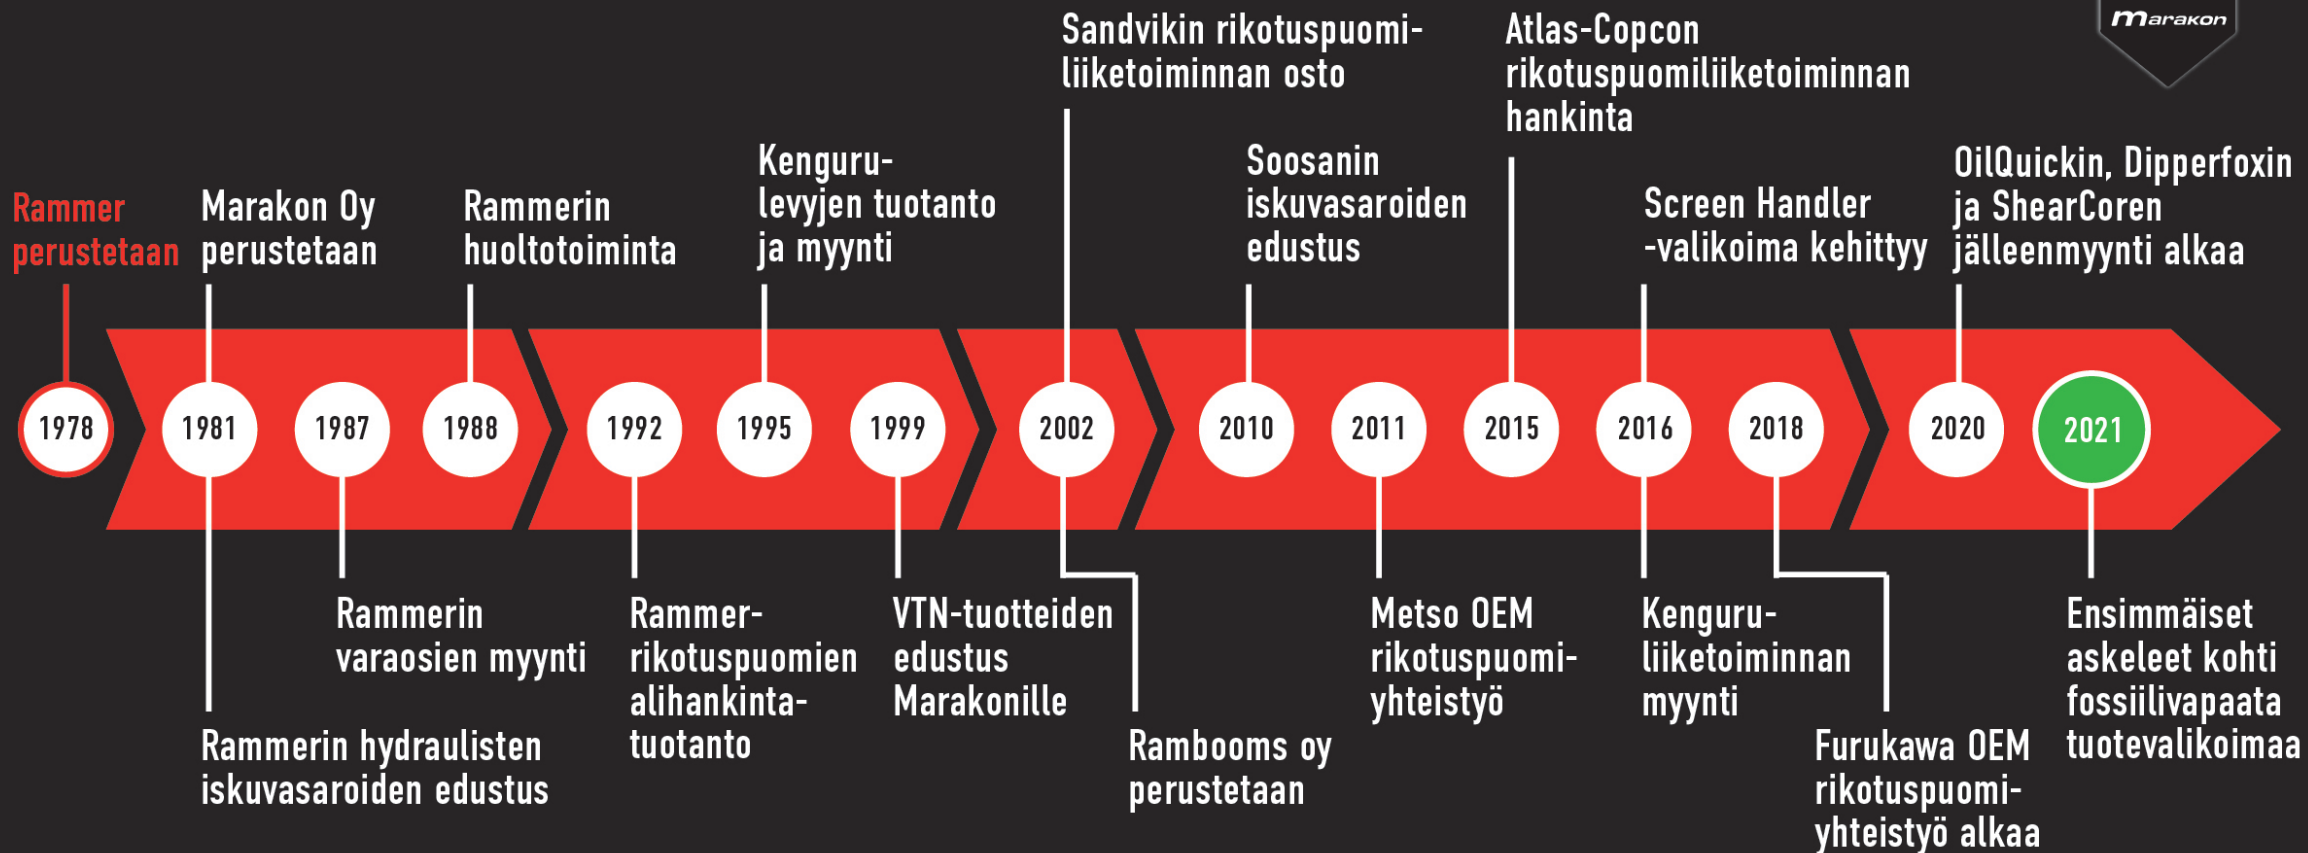 marakon
Rammer
perustetaan
1978
Marakon Oy
perustetaan
1981
Rammerin hydraulisten
iskuvasaroiden edustus
1987
Rammerin
varaosien myynti
Rammerin
huoltotoiminta
1988
1992
Rammer-
rikotuspuomien
alihankinta-
tuotanto
Kenguru-
levyjen tuotanto
ja myynti
1995
1999
VTN-tuotteiden
edustus
Marakonille
Sandvikin rikotuspuomi-
liiketoiminnan osto
2002
Rambooms oy
perustetaan
Soosanin
iskuvasaroiden
edustus
2010
2011
Metso OEM
rikotuspuomi-
yhteistyö
Atlas-Copcon
rikotuspuomiliiketoiminnan
hankinta
2015
Screen Handler
-valikoima kehittyy
2016
Kenguru-
liiketoiminnan
myynti
2018
Furukawa OEM
rikotuspuomi-
yhteistyö alkaa
OilQuickin, Dipperfoxin
ja ShearCoren
jälleenmyynti alkaa
2020
2021
Ensimmäiset
askeleet kohti
fossiilivapaata
tuotevalikoimaa